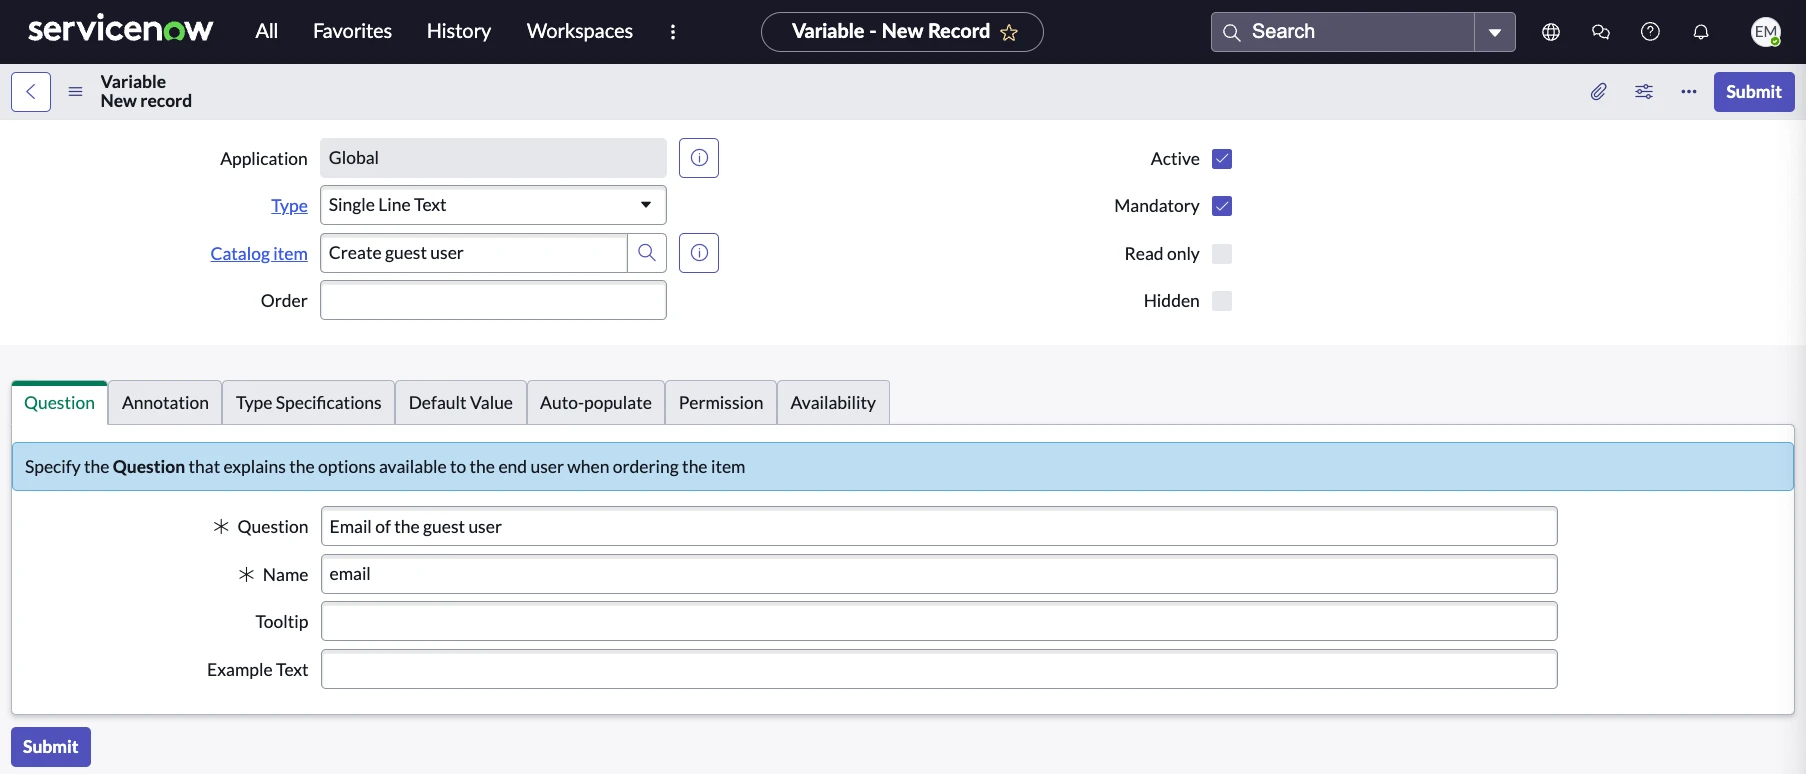 servicenow All Favorites History Workspaces Variable - New Record Search EM
Variable
New record
Submit
Application Global
Active
Type Single Line Text
Mandatory
Catalog item Create guest user
Read only
Order
Hidden
Question Annotation Type Specifications Default Value Auto-populate Permission Availability
Specify the Question that explains the options available to the end user when ordering the item
Question Email of the guest user
Name email
Tooltip
Example Text
Submit